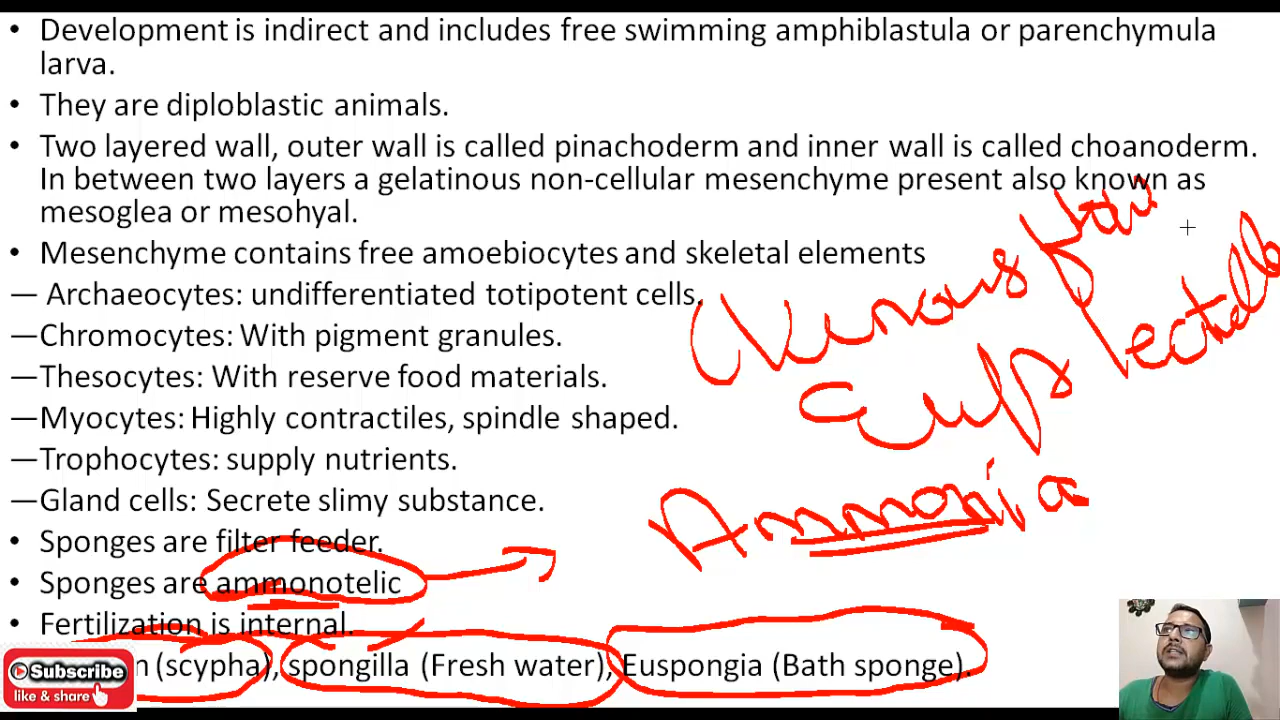 • Development is indirect and includes free swimming amphiblastula or parenchymula
larva.
• They are diploblastic animals.
• Two layered wall, outer wall is called pinachoderm and inner wall is called choanoderm.
In between two layers a gelatinous non-cellular mesenchyme present also known as
mesoglea or mesohyal.
• Mesenchyme contains free amoebiocytes and skeletal elements
— Archaeocytes: undifferentiated totipotent cells.
—Chromocytes: With pigment granules.
—Thesocytes: With reserve food materials.
—Myocytes: Highly contractiles, spindle shaped.
—Trophocytes: supply nutrients.
—Gland cells: Secrete slimy substance.
Ammonia
• Sponges are filter feeder.
• Sponges are ammonotelic
• Fertilization is internal.
(scypha), spongilla (Fresh water), Euspongia (Bath sponge).
Subscribe
like & share